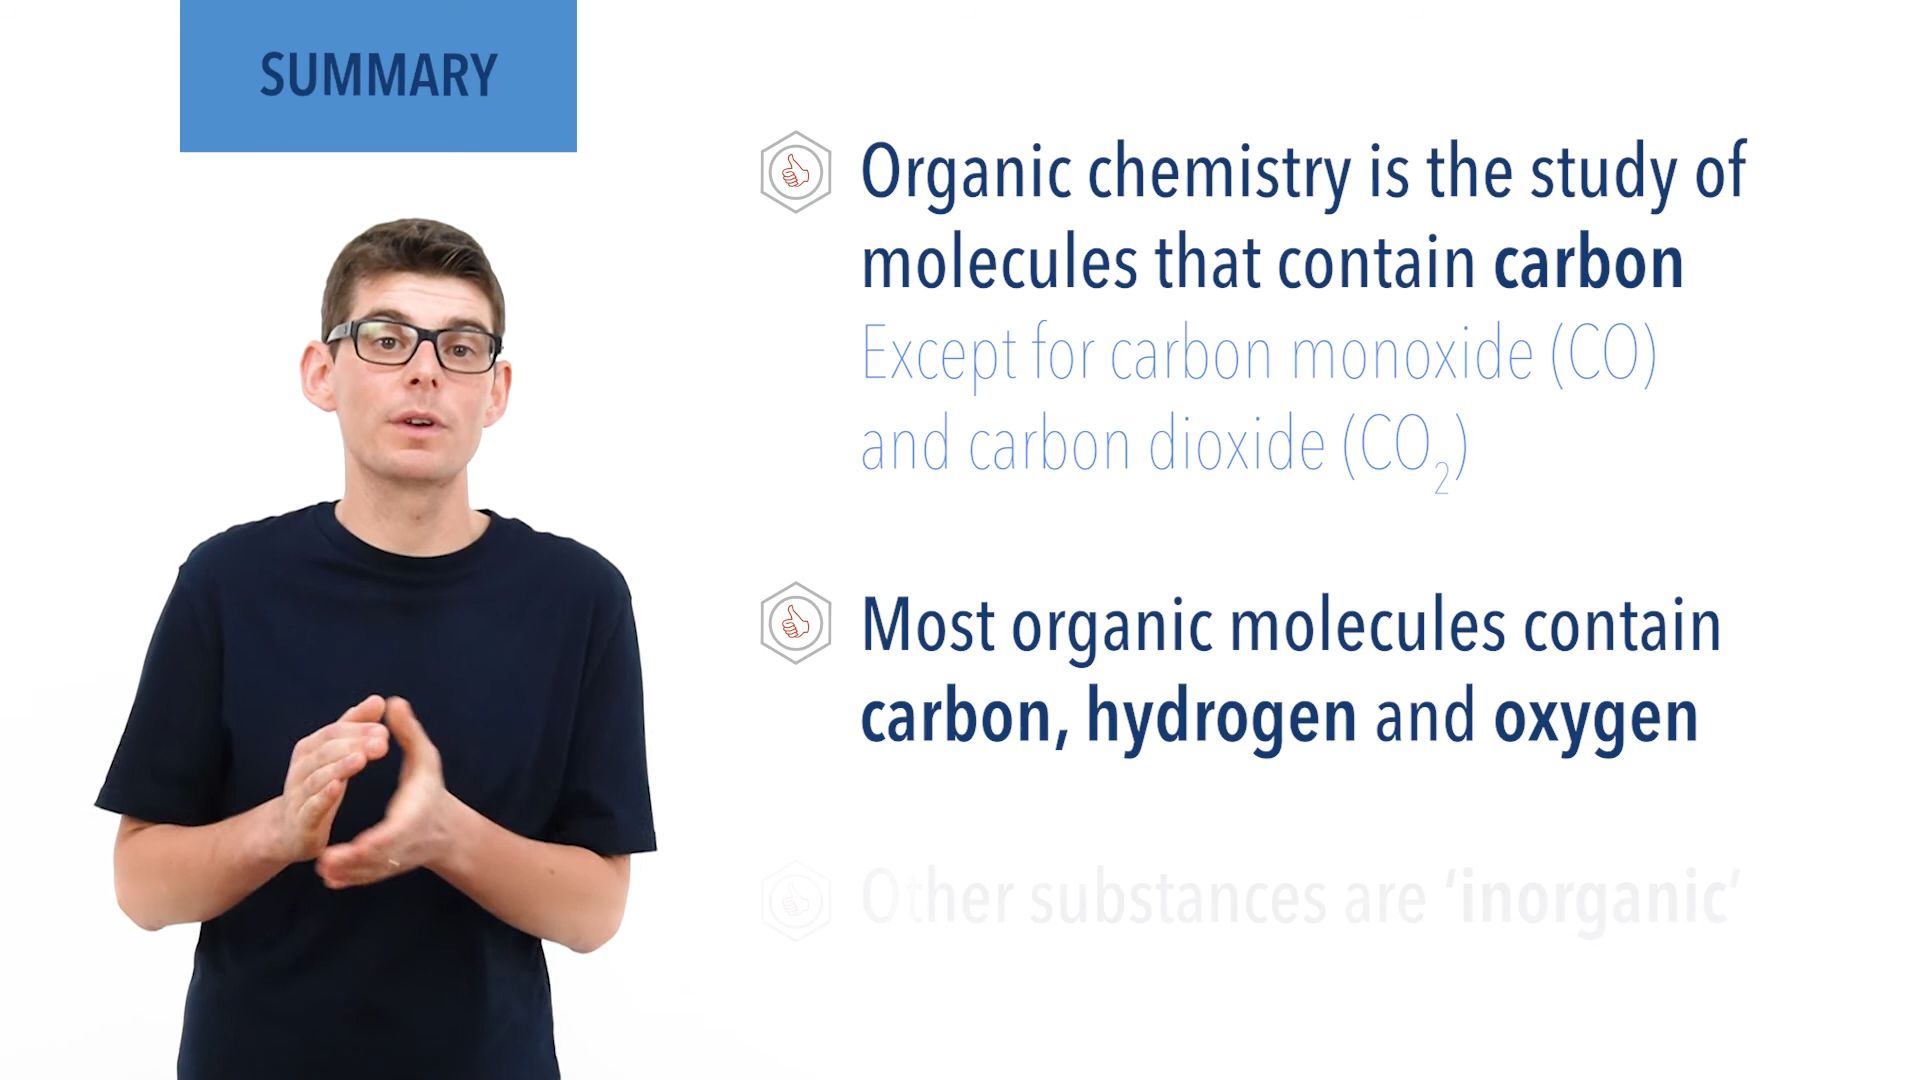 SUMMARY
Organic chemistry is the study of
molecules that contain carbon
Except for carbon monoxide (CO)
and carbon dioxide (CO₂)
Most organic molecules contain
carbon, hydrogen and oxygen
Other substances are ‘inorganic‘